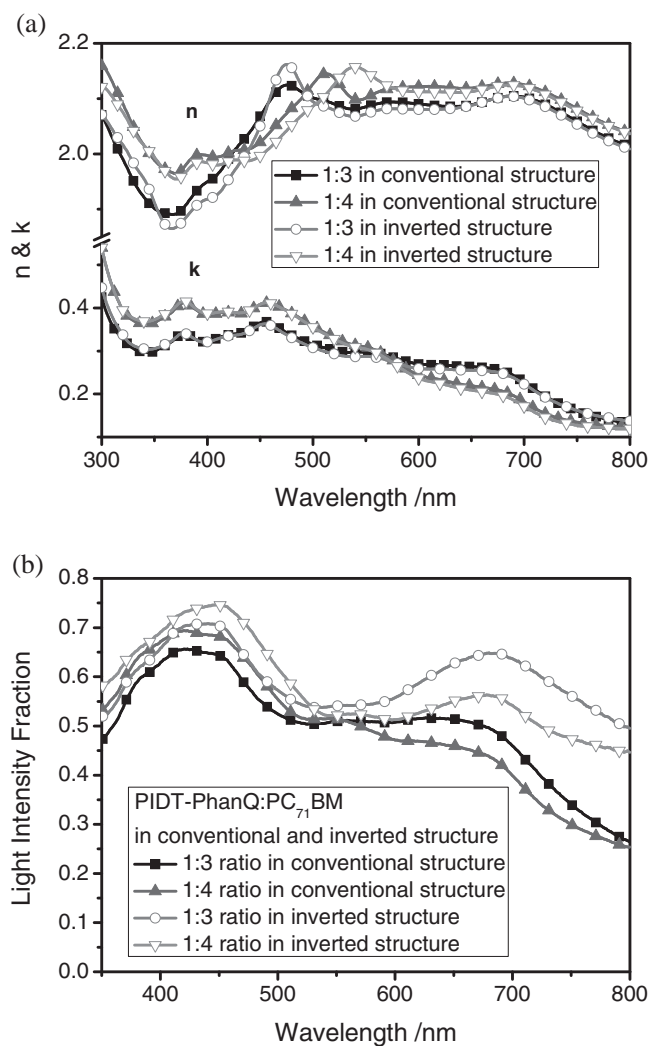 (a)
2.2
2.0
0.4
0.2
n & k
n
k
1:3 in conventional structure
1:4 in conventional structure
1:3 in inverted structure
1:4 in inverted structure
300 400 500 600 700 800
Wavelength /nm
(b)
0.8
0.7
0.6
0.5
0.4
0.3
0.2
0.1
0.0
Light Intensity Fraction
PIDT-PhanQ:PC₇₁BM
in conventional and inverted structure
1:3 ratio in conventional structure
1:4 ratio in conventional structure
1:3 ratio in inverted structure
1:4 ratio in inverted structure
400 500 600 700 800
Wavelength /nm